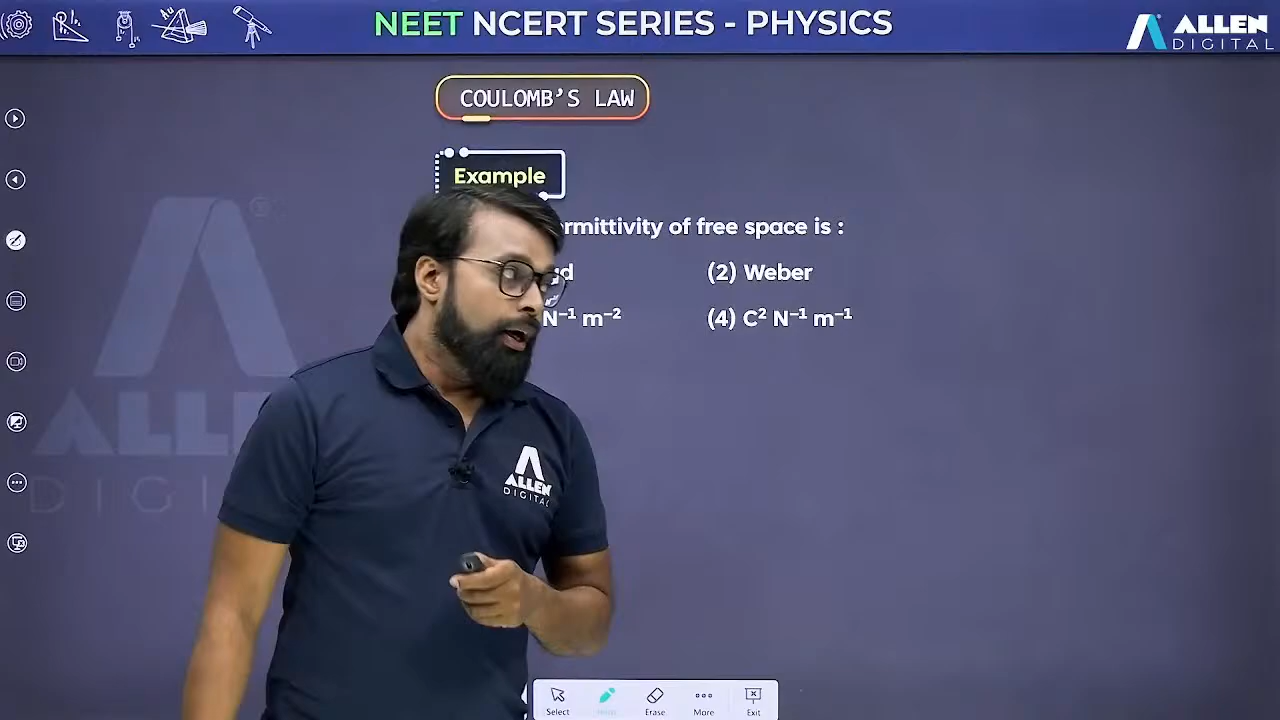 NEET NCERT SERIES - PHYSICS
ALLEN
DIGITAL
COULOMB'S LAW
Example
of free space is :
(2) Weber
N⁻¹ m⁻²
(4) C² N⁻¹ m⁻¹
ALLEN
DIGITAL
Select
Erase
More
Exit